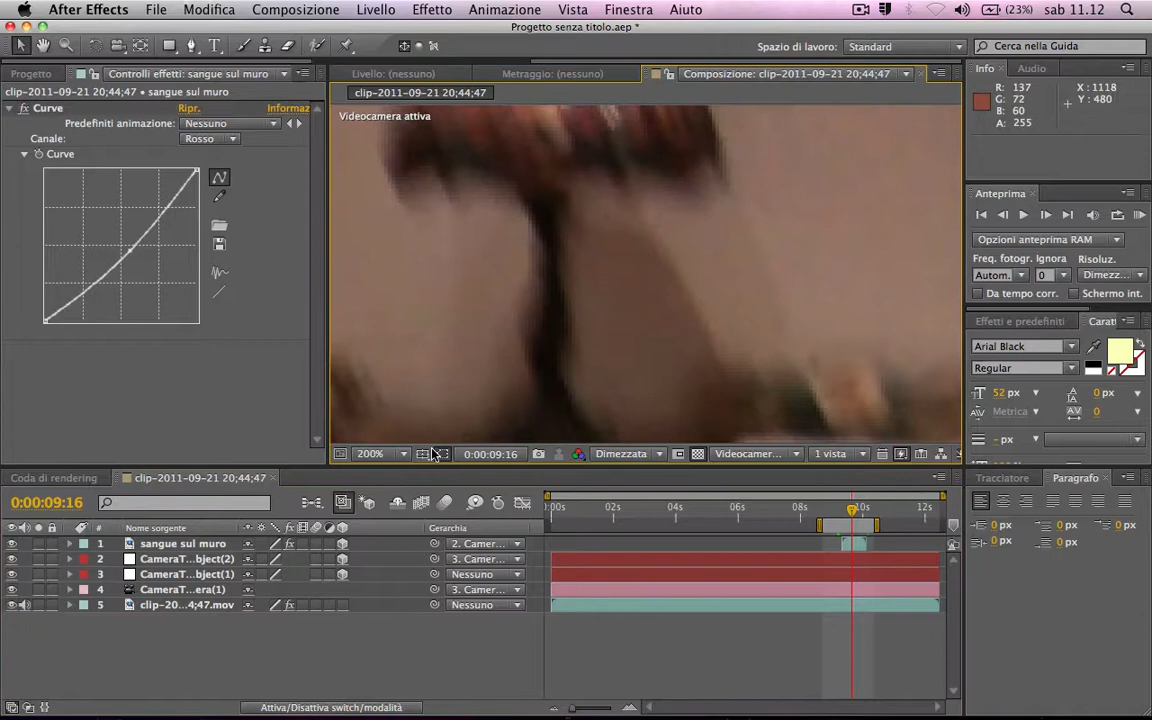 After Effects File Modifica Composizione Livello Effetto Animazione Vista Finestra Aiuto (23%) sab 11.12
Progetto senza titolo.aep *
Spazio di lavoro: Standard Cerca nella Guida
Progetto Controlli effetti: sangue sul muro Livello: (nessuno) Metraggio: (nessuno) Composizione: clip-2011-09-21 20;44;47 Info Audio
sangue sul muro • clip-2011-09-21 20;44;47 clip-2011-09-21 20;44;47
Curve Ripr. Informaz
Predefiniti animazione: Nessuno
Canale: Rosso
Curve
Videocamera attiva
R: 137 X: 1118
G: 72 Y: 480
B: 60
A: 255
Anteprima
Opzioni anteprima RAM
Freq. fotogr. Ignora Risoluz.
Autom. 0 Dimezz...
Da tempo corr. Schermo int.
Effetti e predefiniti Caratt
Arial Black
Regular
52 px 0 px
Metrica 0
- px
200% 0:00:09:16 Dimezzata Videocamer... 1 vista
Coda di rendering clip-2011-09-21 20;44;47
0:00:09:16
:00s 02s 04s 06s 08s 10s 12s
# Nome sorgente Gerarchia
1 sangue sul muro 2. Camer...
2 CameraT...bject(2) 3. Camer...
3 CameraT...bject(1) Nessuno
4 CameraT...era(1) 3. Camer...
5 clip-20...4;47.mov Nessuno
Attiva/Disattiva switch/modalità
Tracciatore Paragrafo
0 px 0 px 0 px
0 px 0 px